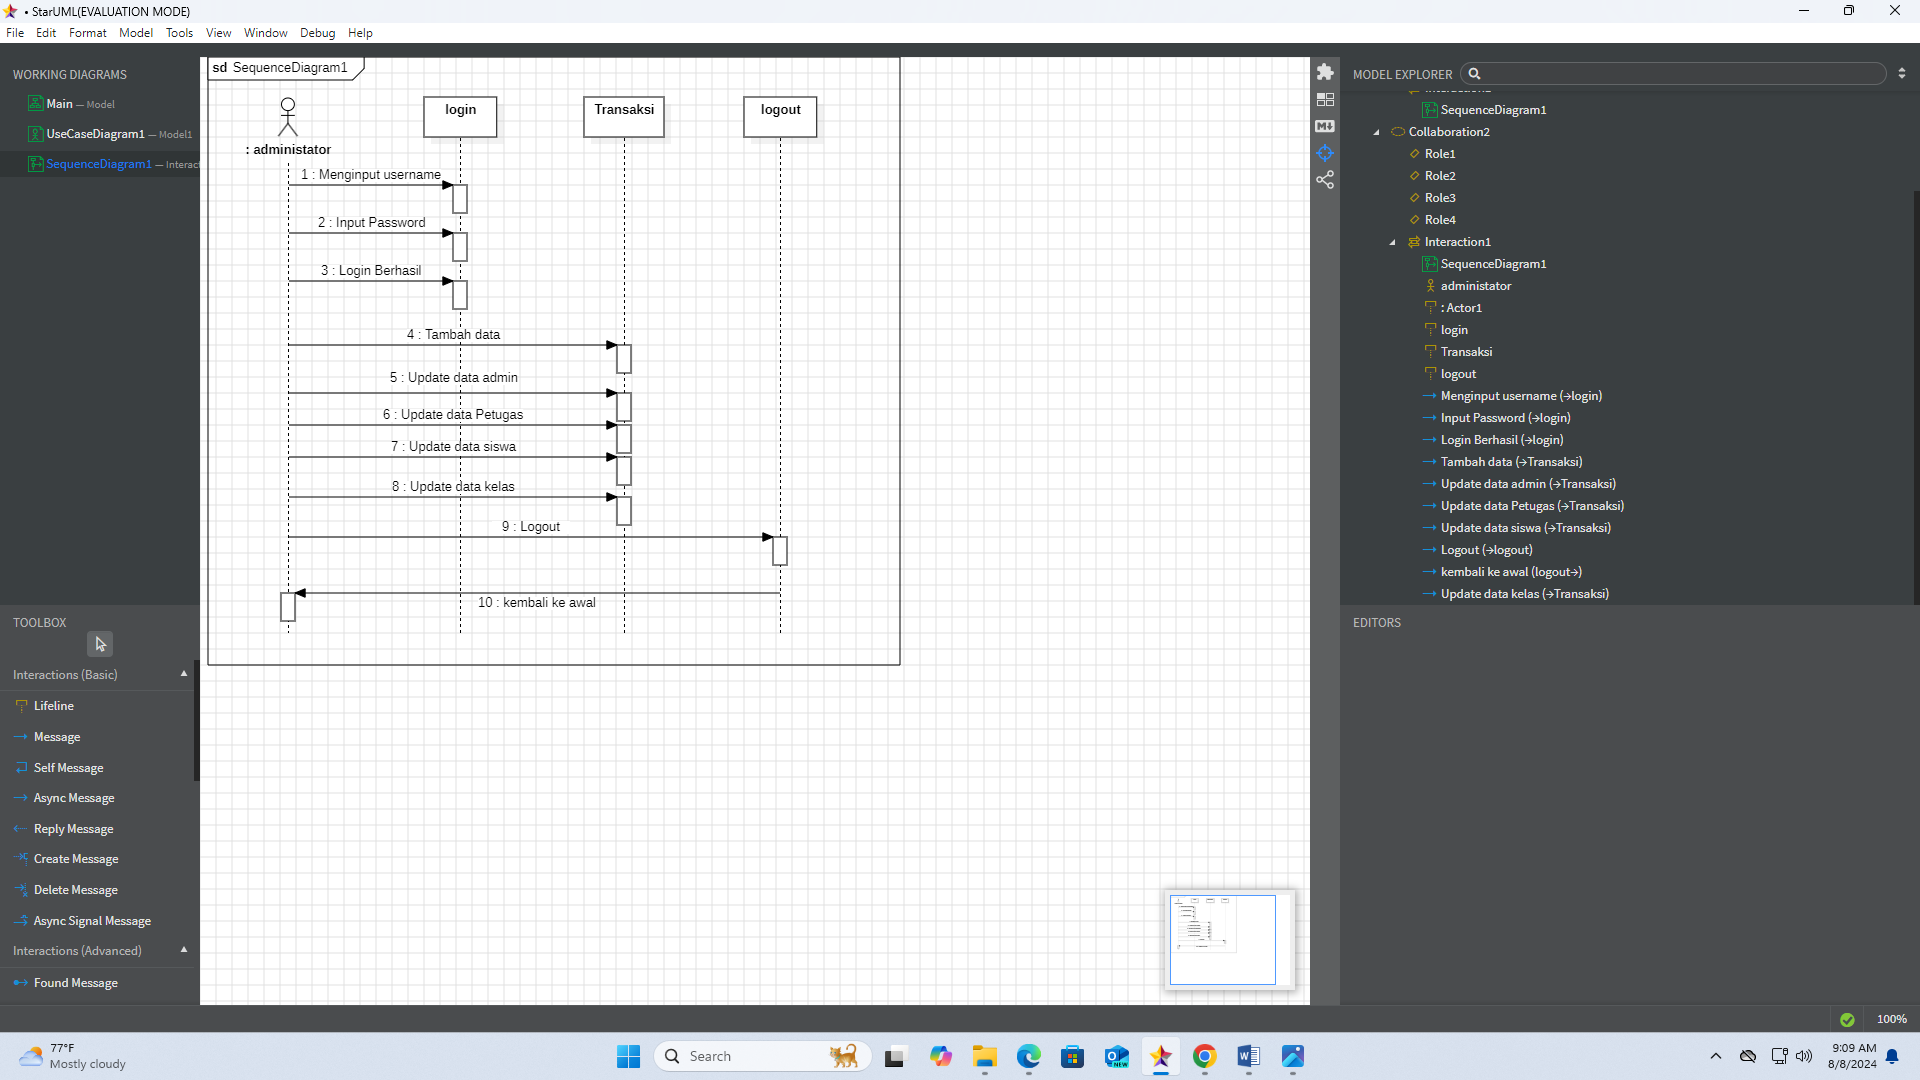 • StarUML(EVALUATION MODE)
File Edit Format Model Tools View Window Debug Help
WORKING DIAGRAMS
Main — Model
UseCaseDiagram1 — Model1
SequenceDiagram1 — Interac
TOOLBOX
Interactions (Basic)
Lifeline
Message
Self Message
Async Message
Reply Message
Create Message
Delete Message
Async Signal Message
Interactions (Advanced)
Found Message
sd SequenceDiagram1
login
Transaksi
logout
: administator
1 : Menginput username
2 : Input Password
3 : Login Berhasil
4 : Tambah data
5 : Update data admin
6 : Update data Petugas
7 : Update data siswa
8 : Update data kelas
9 : Logout
10 : kembali ke awal
MODEL EXPLORER
SequenceDiagram1
Collaboration2
Role1
Role2
Role3
Role4
Interaction1
SequenceDiagram1
administator
: Actor1
login
Transaksi
logout
Menginput username (→login)
Input Password (→login)
Login Berhasil (→login)
Tambah data (→Transaksi)
Update data admin (→Transaksi)
Update data Petugas (→Transaksi)
Update data siswa (→Transaksi)
Logout (→logout)
kembali ke awal (logout→)
Update data kelas (→Transaksi)
EDITORS
100%
77°F
Mostly cloudy
Search
9:09 AM
8/8/2024